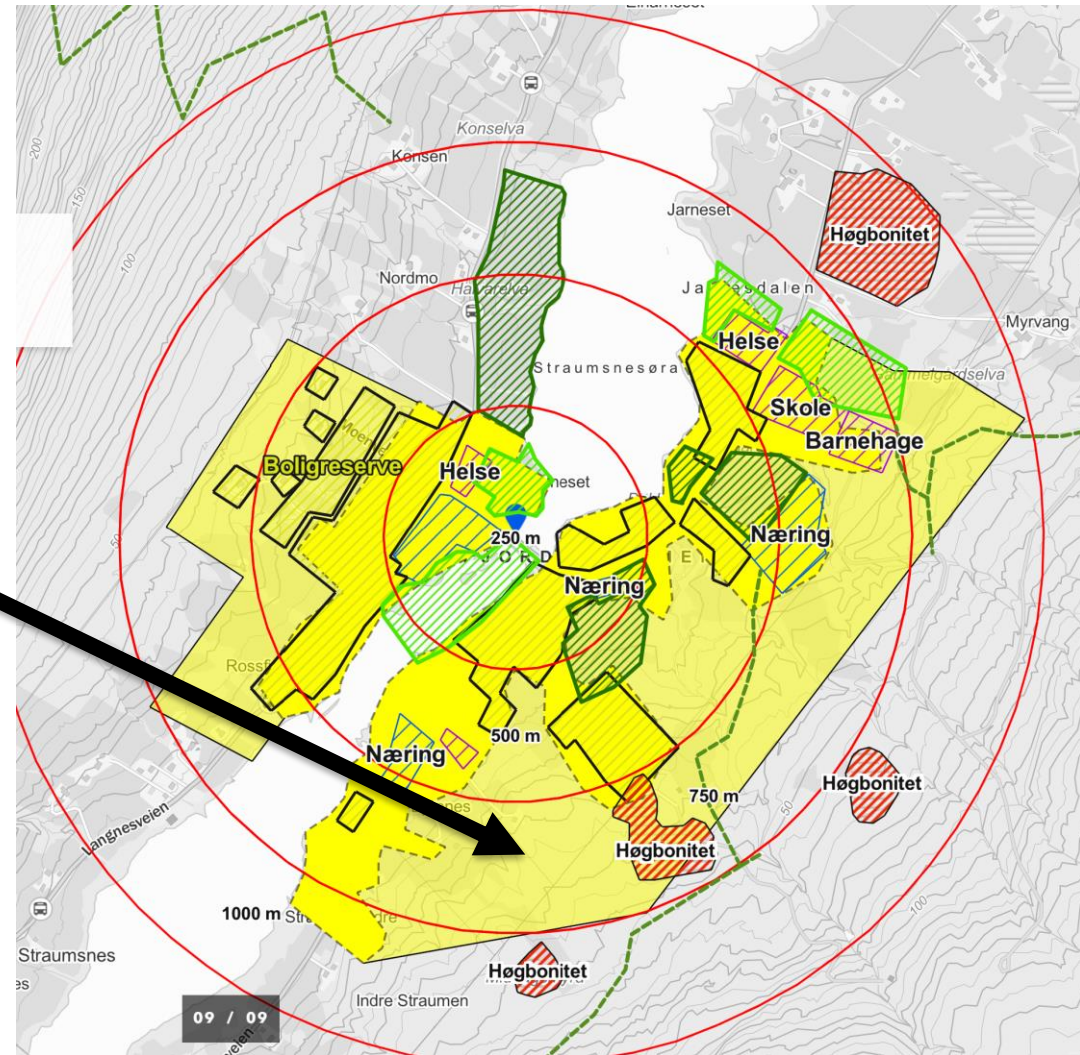 Konselva
Konsen
200
150
100
Jarneset
Høgbonitet
Nordmo
Myrvang
Helse
Straumsnesøra
Skole
Barnehage
Boligreserve
Helse
250 m
Næring
Næring
50
Rossfj
500 m
Næring
750 m
Høgbonitet
50
Høgbonitet
Langnesveien
1000 m
100
Straumsnes
Høgbonitet
Indre Straumen
09 / 09